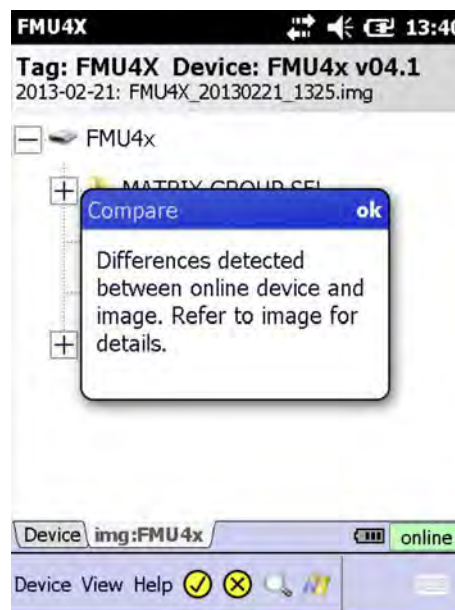 FMU4X 13:40
Tag: FMU4X Device: FMU4x v04.1
2013-02-21: FMU4X_20130221_1325.img
FMU4x
MATRIX GROUP SEL
Compare ok
Differences detected
between online device and
image. Refer to image for
details.
Device img:FMU4x online
Device View Help